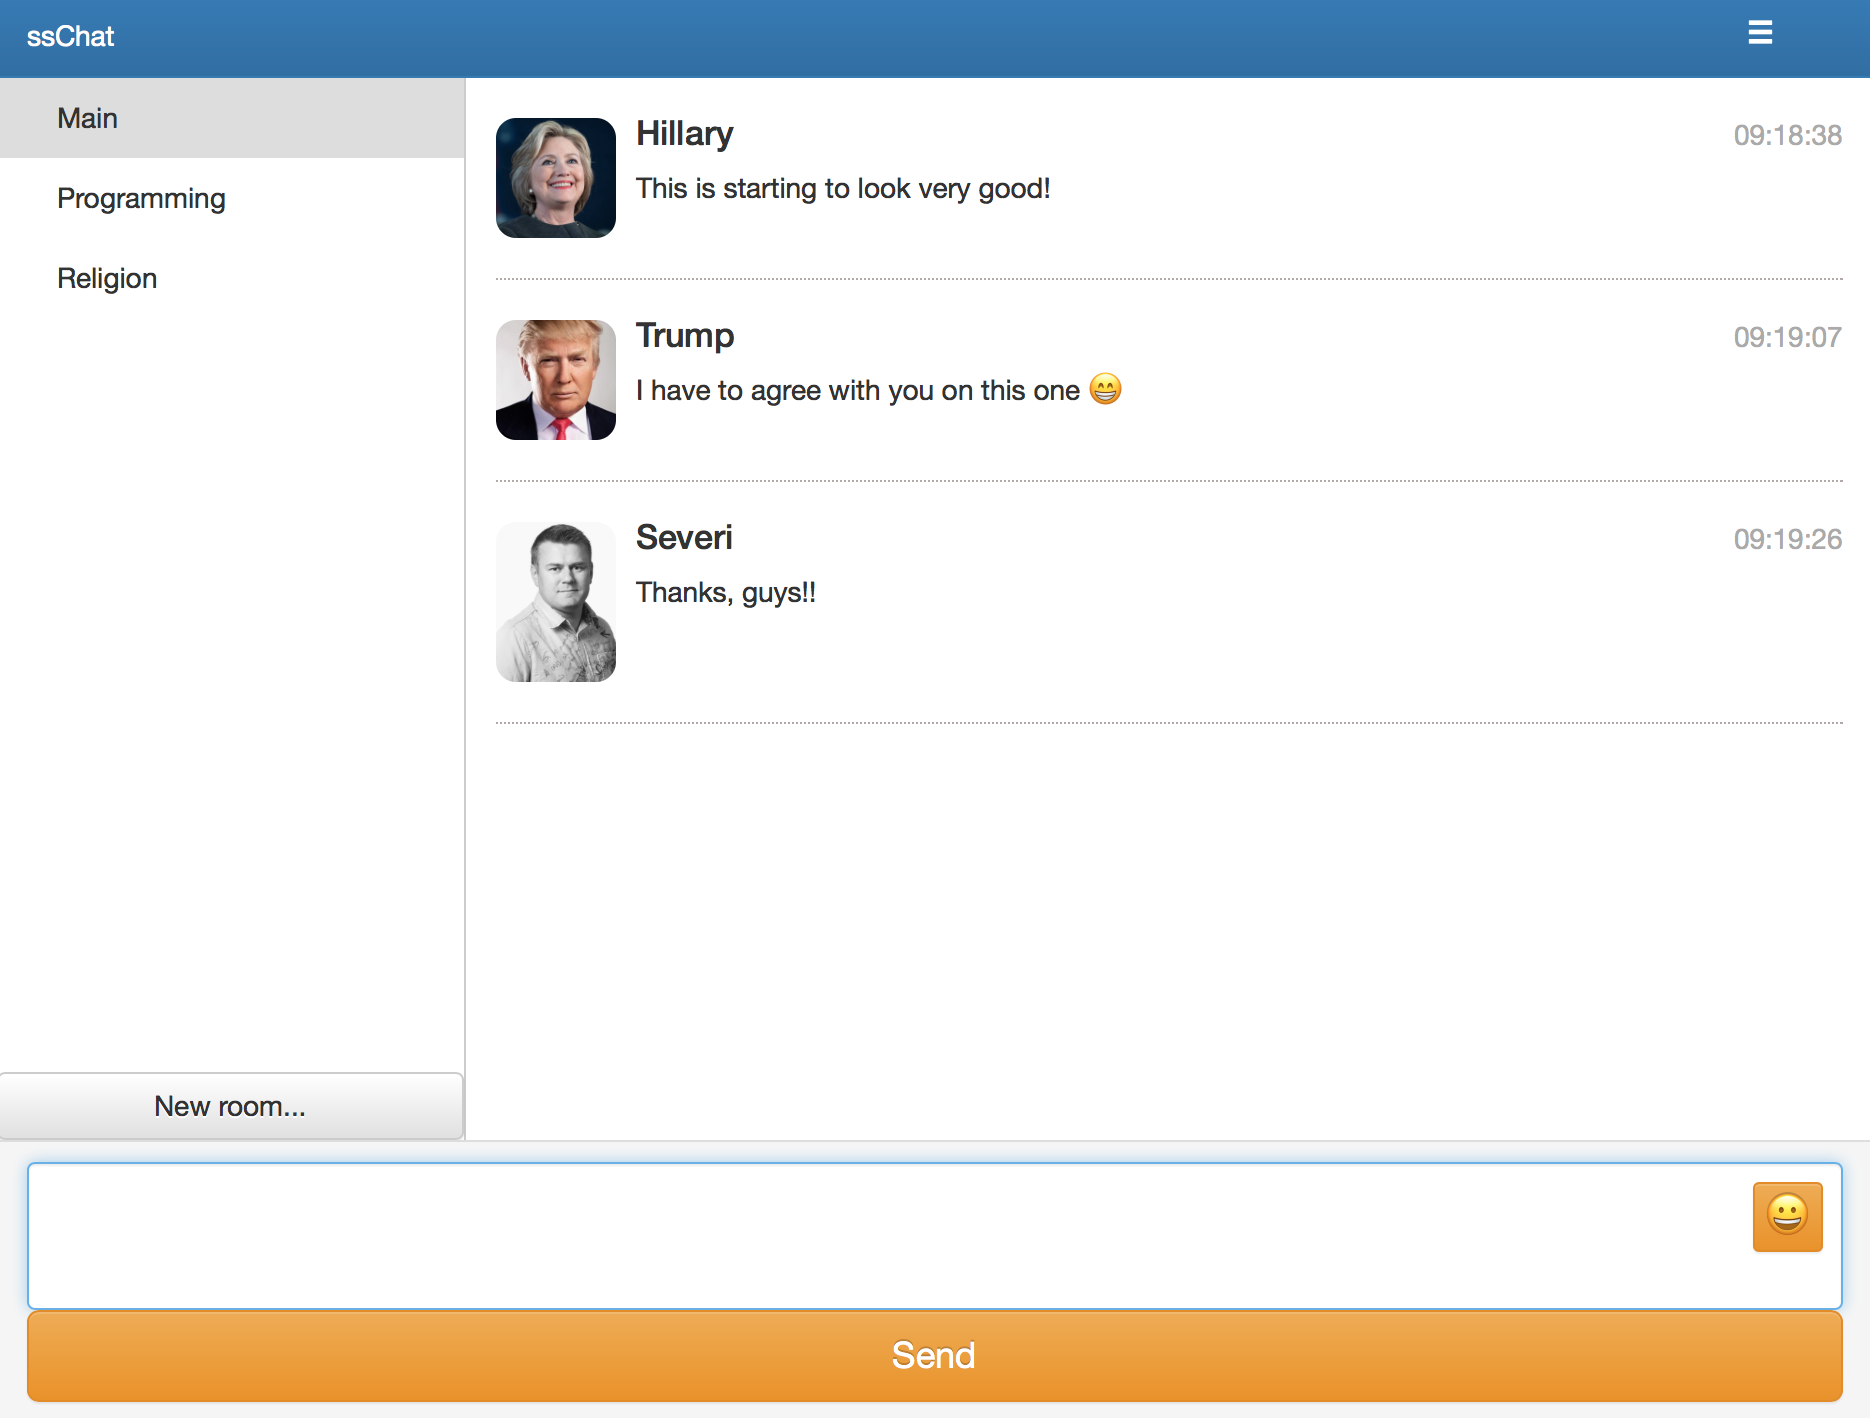 ssChat
Main
Programming
Religion
New room...
Hillary
09:18:38
This is starting to look very good!
Trump
09:19:07
I have to agree with you on this one 😁
Severi
09:19:26
Thanks, guys!!
Send